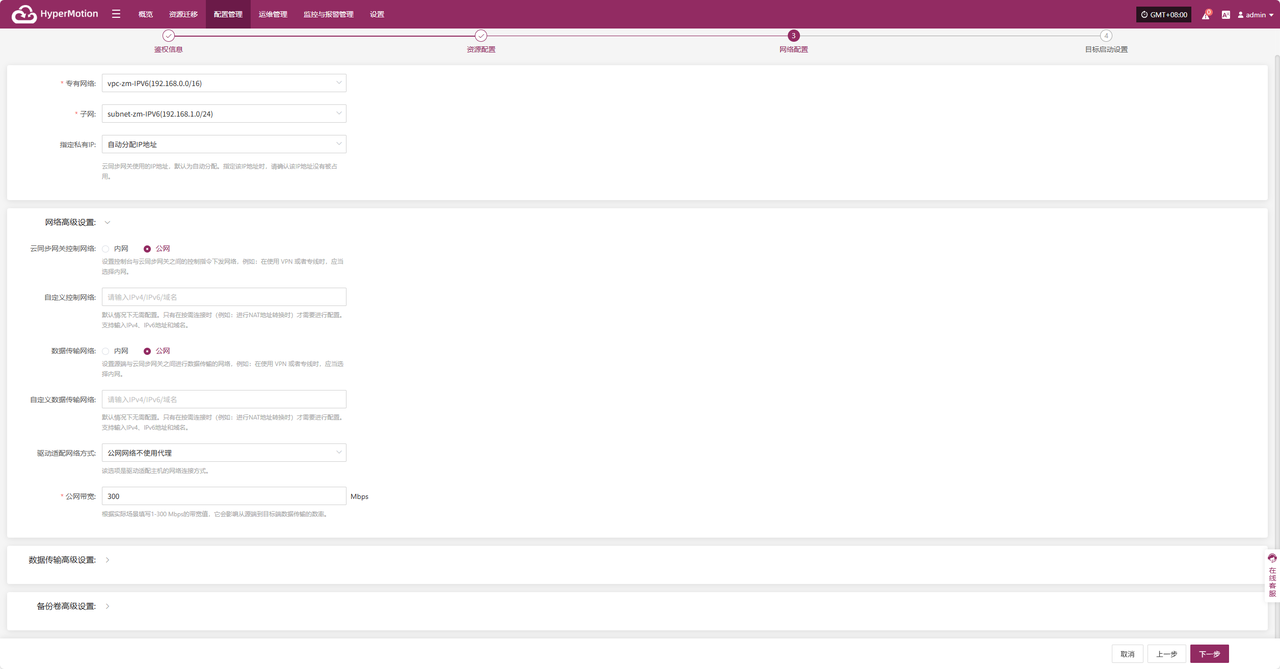 HyperMotion 概览 资源迁移 配置管理 运维管理 监控与报警管理 设置 GMT+08:00 0 admin
3 4
鉴权信息 资源配置 网络配置 目标启动设置
* 专有网络: vpc-zm-IPV6(192.168.0.0/16)
* 子网: subnet-zm-IPV6(192.168.1.0/24)
指定私有IP: 自动分配IP地址
云同步网关使用的IP地址，默认为自动分配。指定该IP地址时，请确认该IP地址没有被占
用。
网络高级设置:
云同步网关控制网络: 内网 公网
设置控制台与云同步网关之间的控制指令下发网络，例如：在使用 VPN 或者专线时，应当
选择内网。
自定义控制网络: 请输入IPv4/IPv6/域名
默认情况下无需配置。只有在按需连接时（例如：进行NAT地址转换时）才需要进行配置。
支持输入IPv4、IPv6地址和域名。
数据传输网络: 内网 公网
设置源端与云同步网关之间进行数据传输的网络，例如：在使用 VPN 或者专线时，应当选
择内网。
自定义数据传输网络: 请输入IPv4/IPv6/域名
默认情况下无需配置。只有在按需连接时（例如：进行NAT地址转换时）才需要进行配置。
支持输入IPv4、IPv6地址和域名。
驱动适配网络方式: 公网网络不使用代理
该选项是驱动适配主机的网络连接方式。
* 公网带宽: 300 Mbps
根据实际场景填写1-300 Mbps的带宽值，它会影响从源端到目标端数据传输的效率。
数据传输高级设置:
在线客服
备份卷高级设置:
取消 上一步 下一步